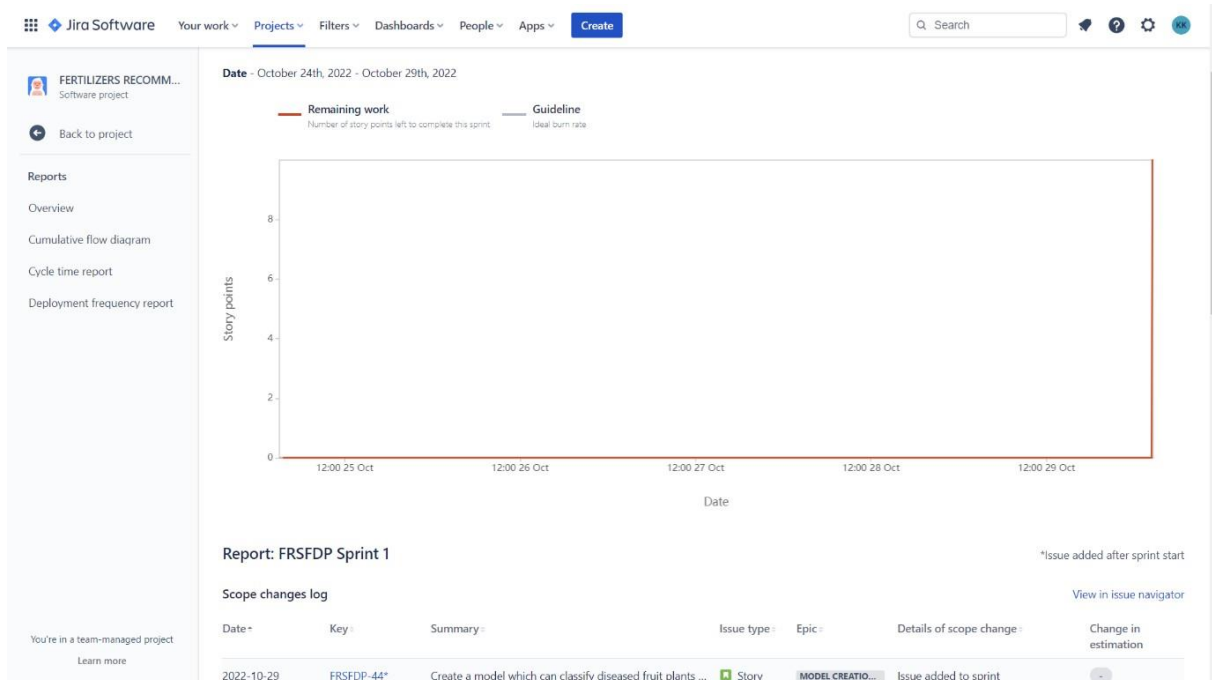 Jira Software Your work Projects Filters Dashboards People Apps Create Search KK
FERTILIZERS RECOMM...
Software project
Back to project
Reports
Overview
Cumulative flow diagram
Cycle time report
Deployment frequency report
You're in a team-managed project
Learn more
Date - October 24th, 2022 - October 29th, 2022
Remaining work
Number of story points left to complete this sprint
Guideline
Ideal burn rate
Story points
8
6
4
2
0
12:00 25 Oct 12:00 26 Oct 12:00 27 Oct 12:00 28 Oct 12:00 29 Oct
Date
Report: FRSFDP Sprint 1
*Issue added after sprint start
Scope changes log
View in issue navigator
Date Key Summary Issue type Epic Details of scope change Change in estimation
2022-10-29 FRSFDP-44* Create a model which can classify diseased fruit plants ... Story MODEL CREATIO... Issue added to sprint -